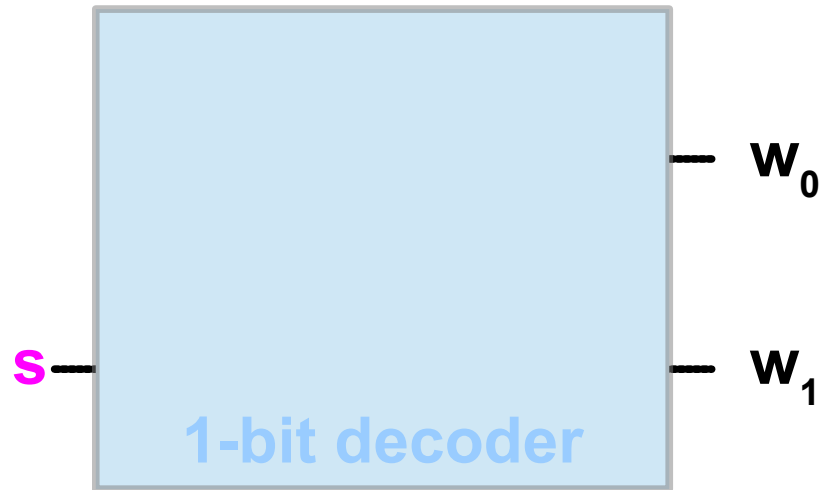 w₀
s
w₁
1-bit decoder